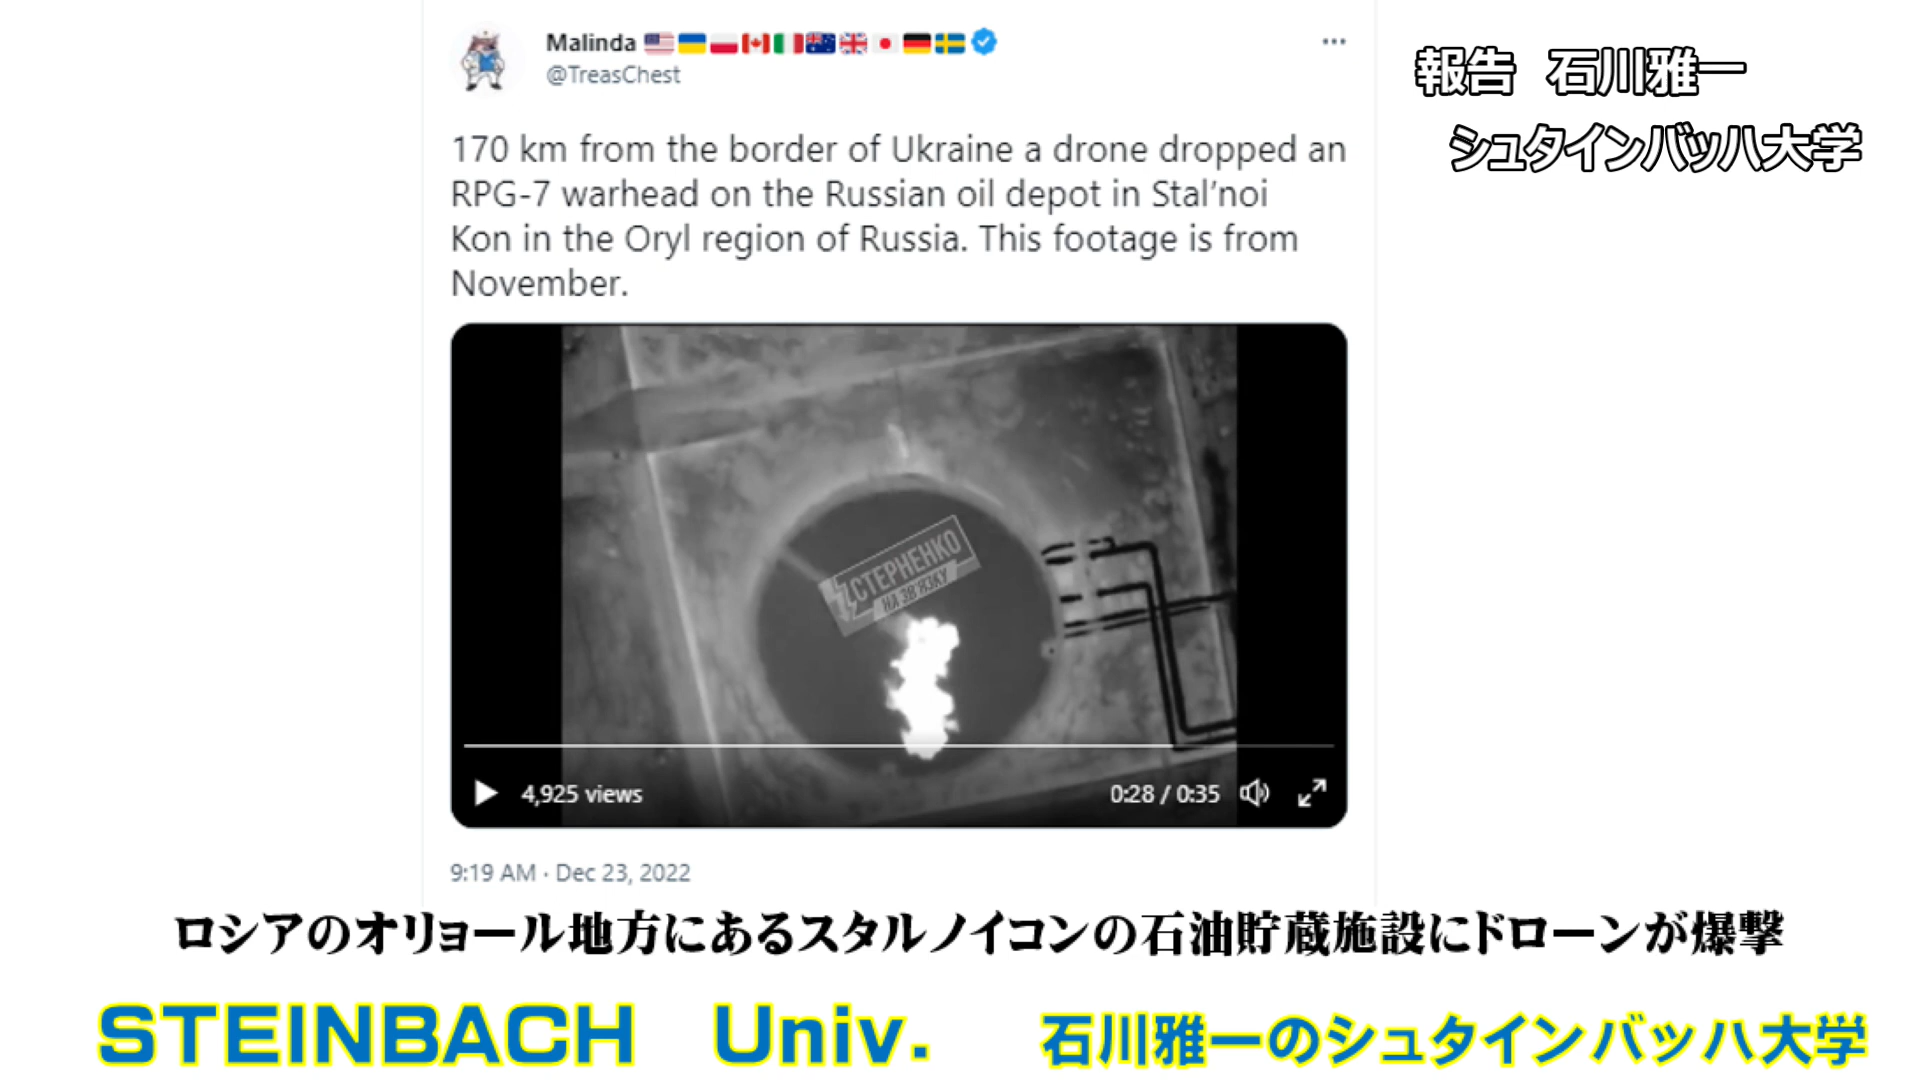 Malinda
@TreasChest
報告 石川雅一
シュタインバッハ大学
170 km from the border of Ukraine a drone dropped an
RPG-7 warhead on the Russian oil depot in Stal'noi
Kon in the Oryl region of Russia. This footage is from
November.
СТЕРНЕНКО
НА ЗВ'ЯЗКУ
4,925 views
0:28 / 0:35
9:19 AM · Dec 23, 2022
ロシアのオリョール地方にあるスタルノイコンの石油貯蔵施設にドローンが爆撃
STEINBACH Univ. 石川雅一のシュタインバッハ大学